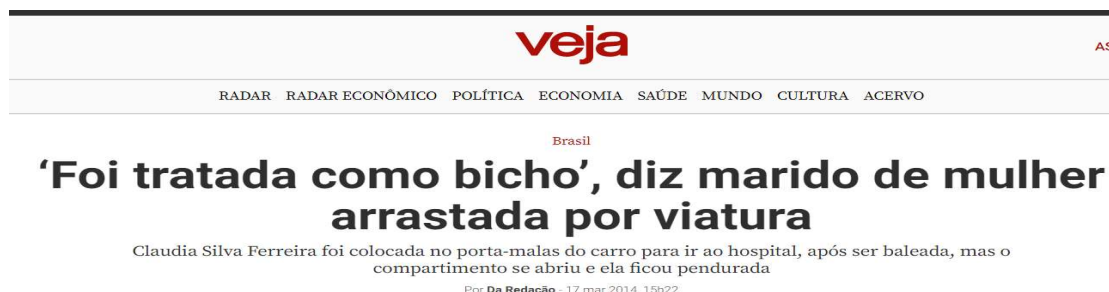 veja
AS
RADAR RADAR ECONÔMICO POLÍTICA ECONOMIA SAÚDE MUNDO CULTURA ACERVO
Brasil
‘Foi tratada como bicho’, diz marido de mulher
arrastada por viatura
Claudia Silva Ferreira foi colocada no porta-malas do carro para ir ao hospital, após ser baleada, mas o
compartimento se abriu e ela ficou pendurada
Por Da Redação - 17 mar 2014, 15h22